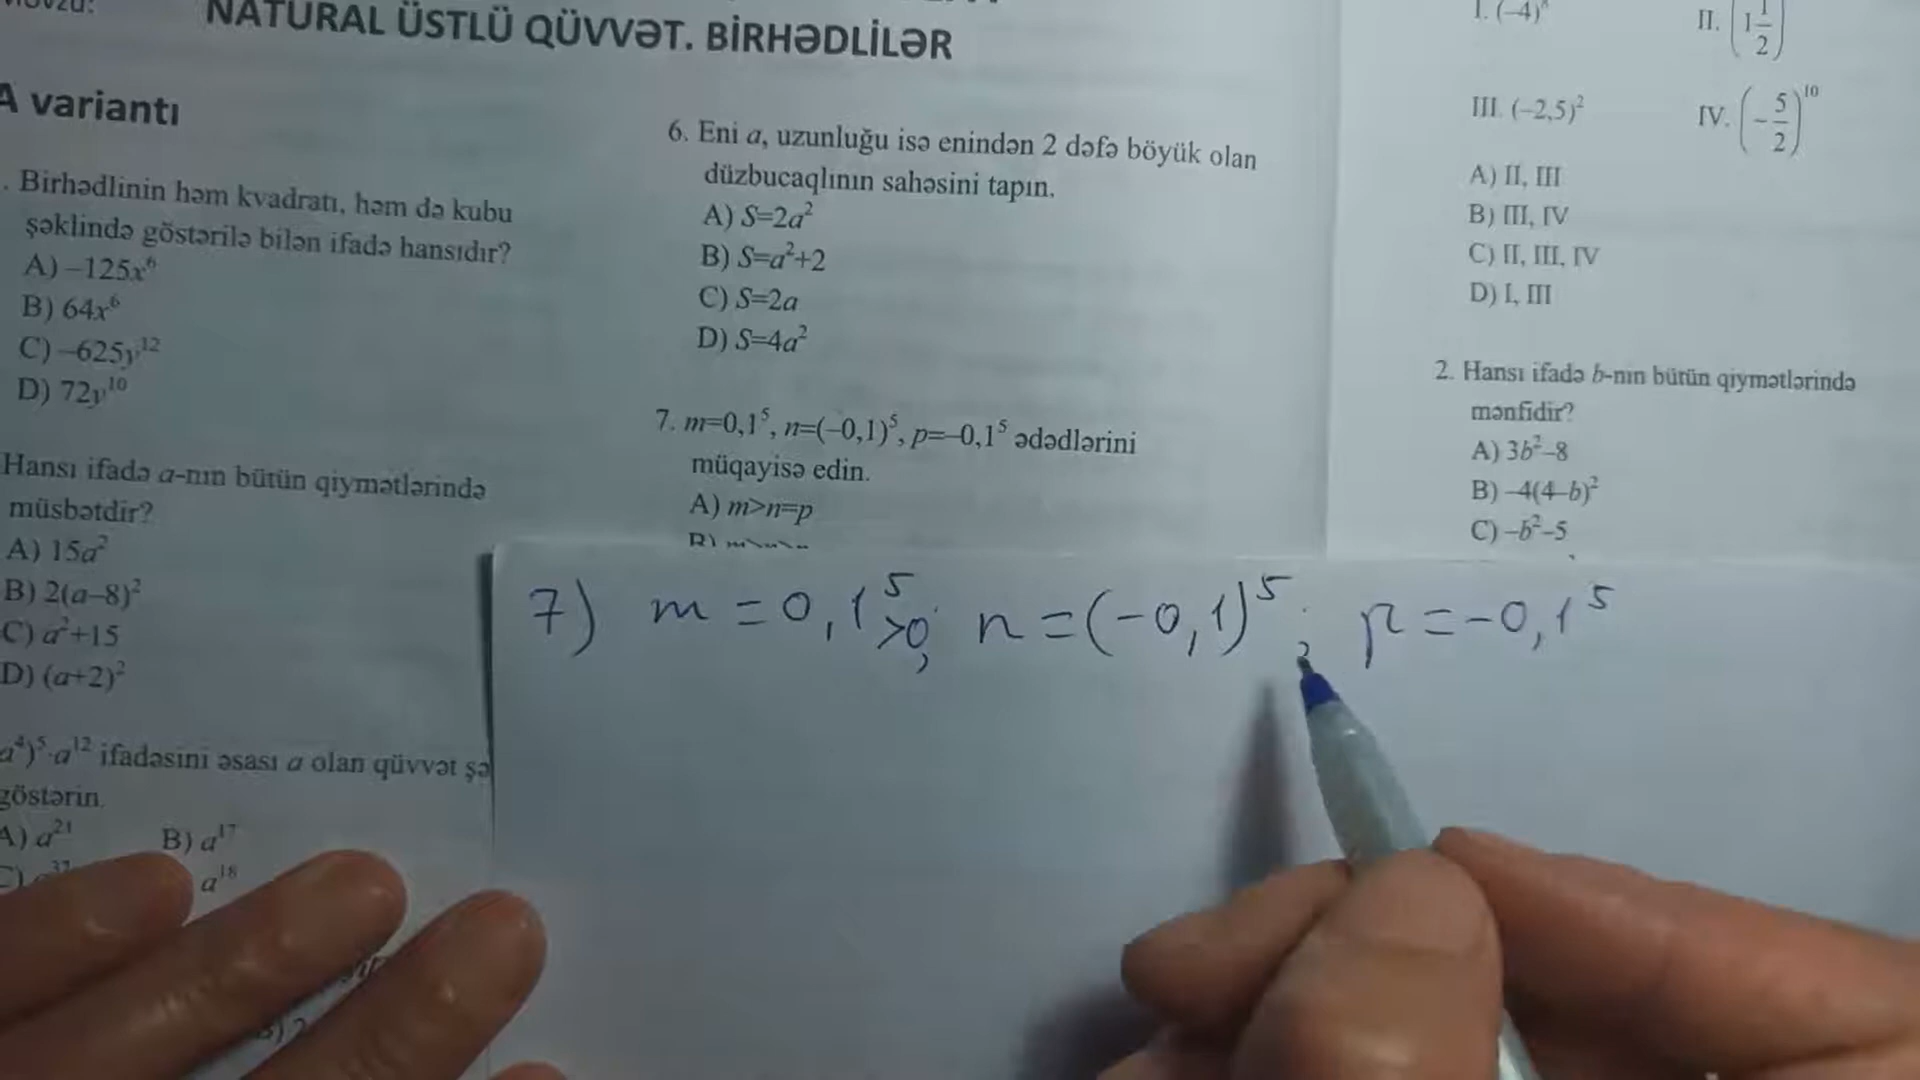 NATURAL ÜSTLÜ QÜVVƏT. BİRHƏDLİLƏR
A variantı
. Birhədlinin həm kvadratı, həm də kubu
şəklində göstərilə bilən ifadə hansıdır?
A) –125x⁶
B) 64x⁶
C) –625y¹²
D) 72y¹⁰
Hansı ifadə a-nın bütün qiymətlərində
müsbətdir?
A) 15a²
B) 2(a–8)²
C) a²+15
D) (a+2)²
a⁴)⁵·a¹² ifadəsini əsası a olan qüvvət şə
göstərin.
A) a²¹ B) a¹⁷
a¹⁸
6. Eni a, uzunluğu isə enindən 2 dəfə böyük olan
düzbucaqlının sahəsini tapın.
A) S=2a²
B) S=a²+2
C) S=2a
D) S=4a²
7. m=0,1⁵, n=(–0,1)⁵, p=–0,1⁵ ədədlərini
müqayisə edin.
A) m>n=p
7) m = 0,1⁵>0; n = (-0,1)⁵; p = -0,1⁵
I. (–4) II. (1 1/2)
III. (–2,5)² IV. (–5/2)¹⁰
A) II, III
B) III, IV
C) II, III, IV
D) I, III
2. Hansı ifadə b-nın bütün qiymətlərində
mənfidir?
A) 3b²–8
B) –4(4–b)²
C) –b²–5